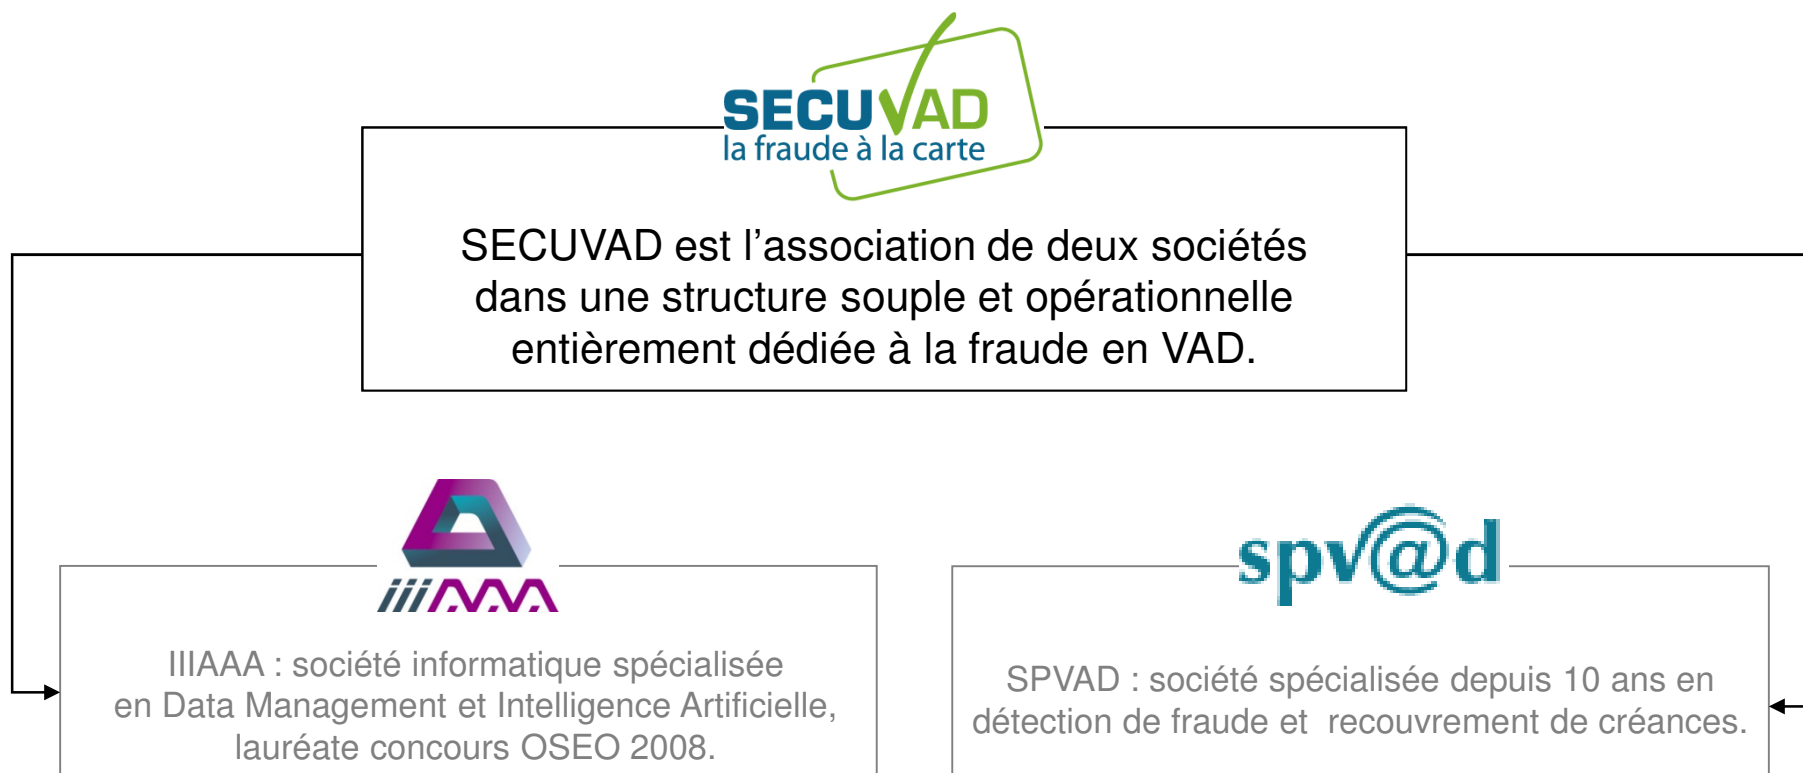 SECUVAD
la fraude à la carte
SECUVAD est l’association de deux sociétés
dans une structure souple et opérationnelle
entièrement dédiée à la fraude en VAD.
iiiAAA
IIIAAA : société informatique spécialisée
en Data Management et Intelligence Artificielle,
lauréate concours OSEO 2008.
spv@d
SPVAD : société spécialisée depuis 10 ans en
détection de fraude et  recouvrement de créances.